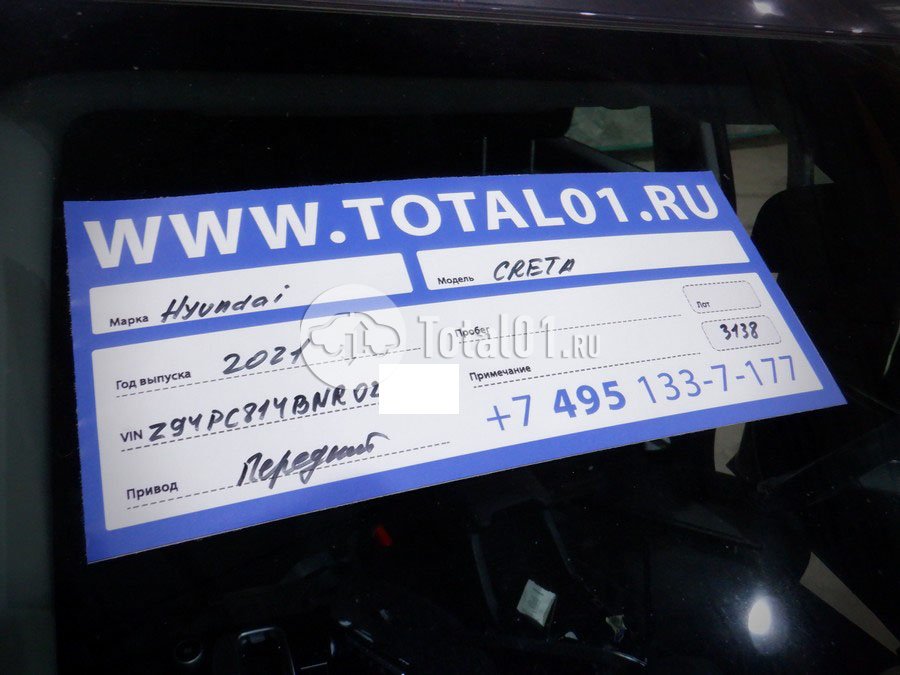 WWW.TOTAL01.RU
Марка Hyundai
Модель CRETA
Год выпуска 2021
Пробег
Лот
3138
VIN Z94PC814BNR02
Примечание
+7 495 133-7-177
Привод Передний
Total01.RU